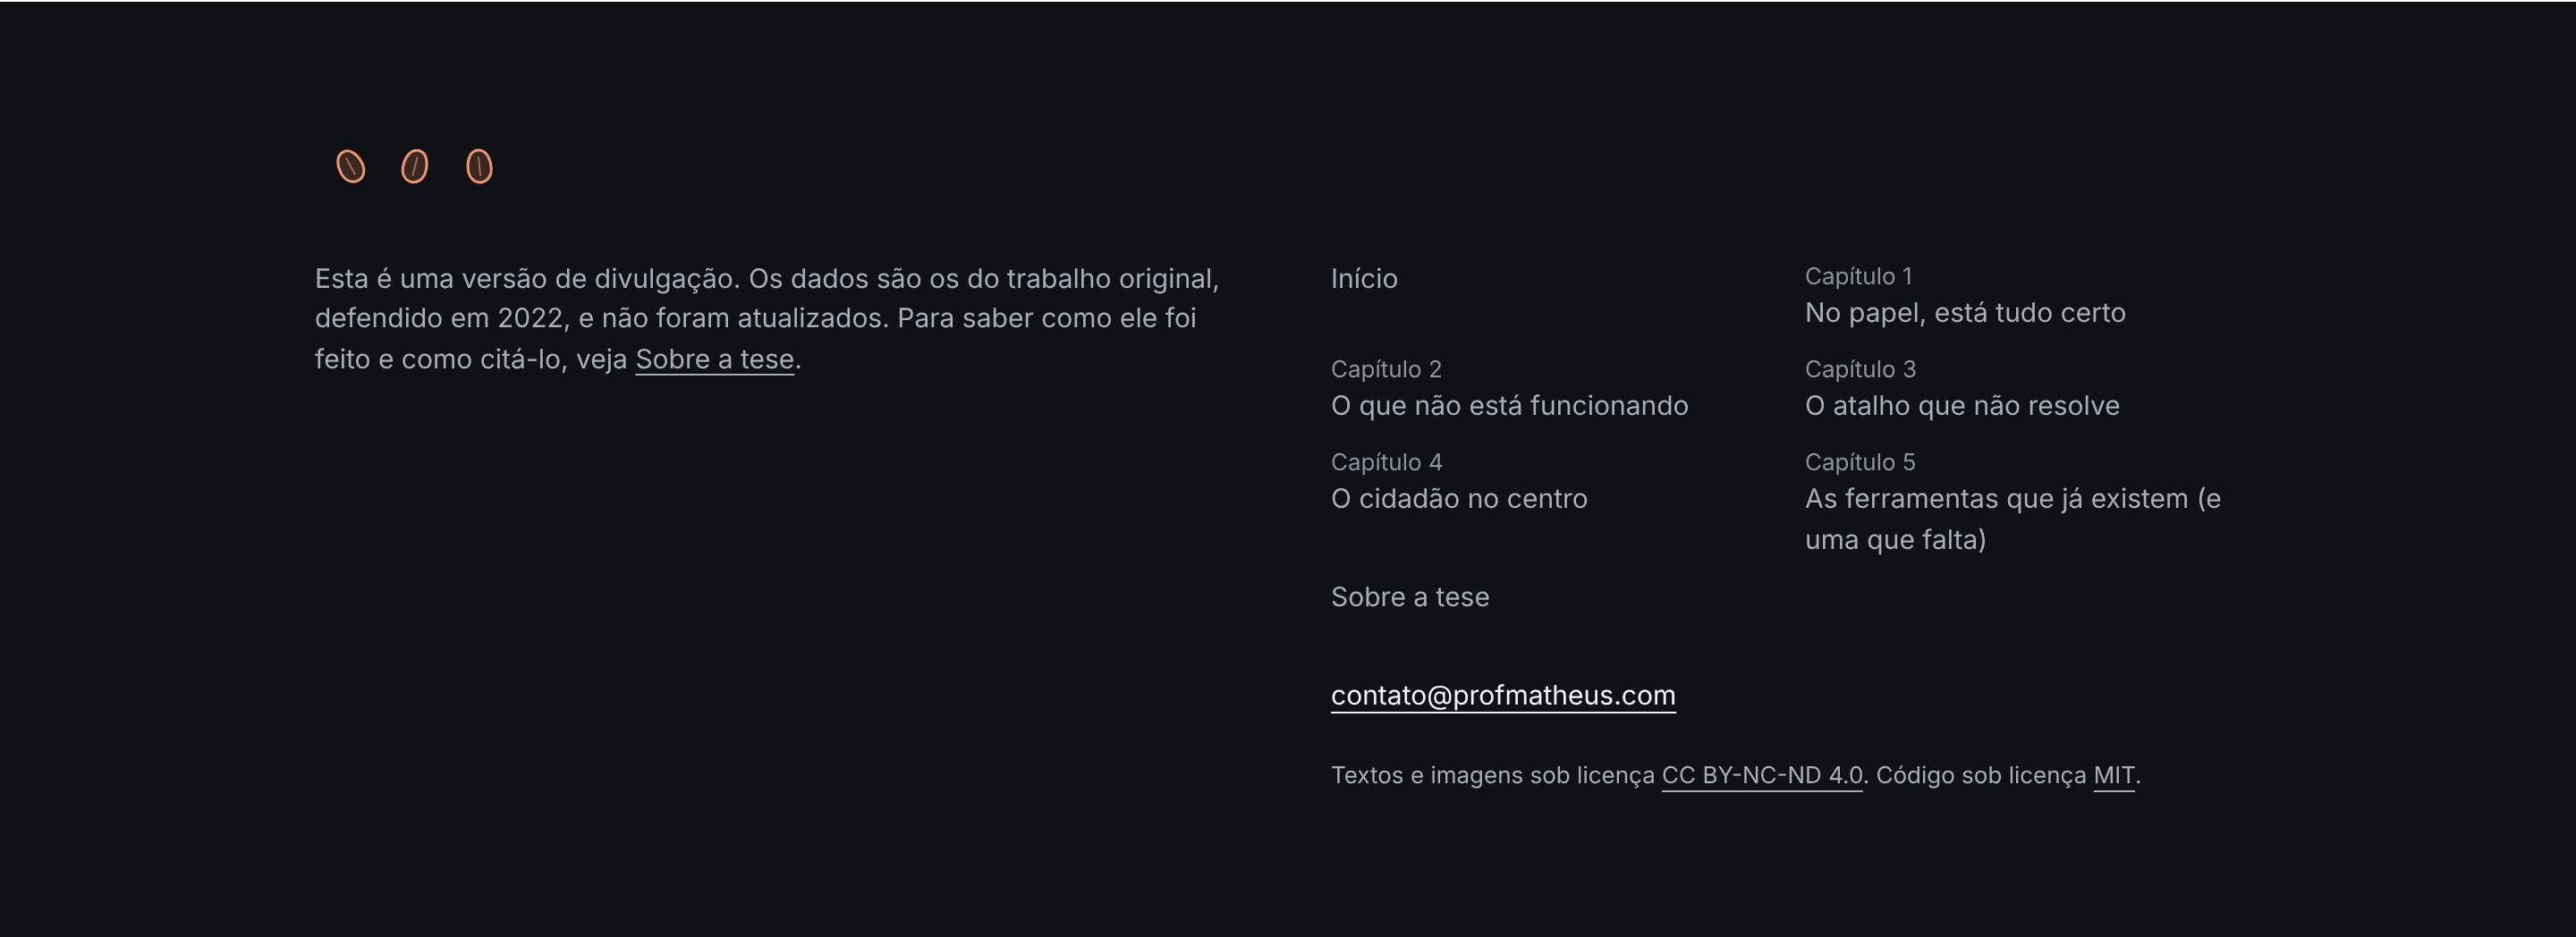 Esta é uma versão de divulgação. Os dados são os do trabalho original,
defendido em 2022, e não foram atualizados. Para saber como ele foi
feito e como citá-lo, veja Sobre a tese.
Início
Capítulo 1
No papel, está tudo certo
Capítulo 2
O que não está funcionando
Capítulo 3
O atalho que não resolve
Capítulo 4
O cidadão no centro
Capítulo 5
As ferramentas que já existem (e
uma que falta)
Sobre a tese
contato@profmatheus.com
Textos e imagens sob licença CC BY-NC-ND 4.0. Código sob licença MIT.